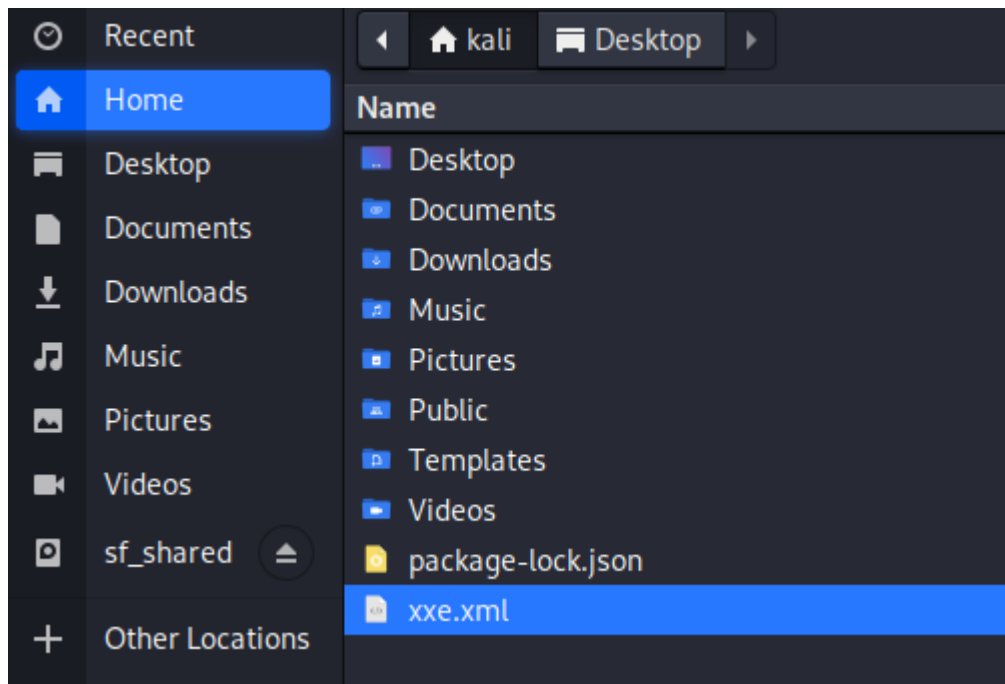 Recent
Home
Desktop
Documents
Downloads
Music
Pictures
Videos
sf_shared
Other Locations
kali Desktop
Name
Desktop
Documents
Downloads
Music
Pictures
Public
Templates
Videos
package-lock.json
xxe.xml